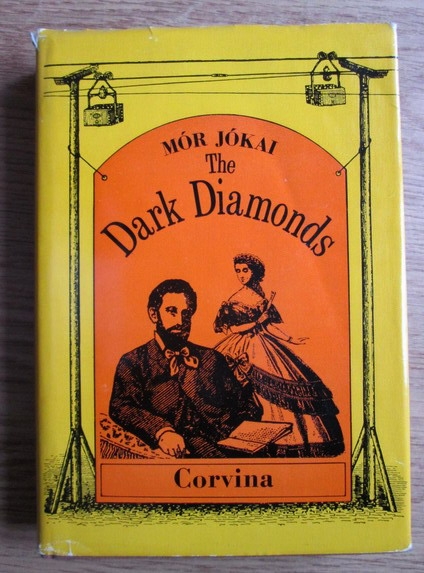 MÓR JÓKAI
The
Dark Diamonds
Corvina